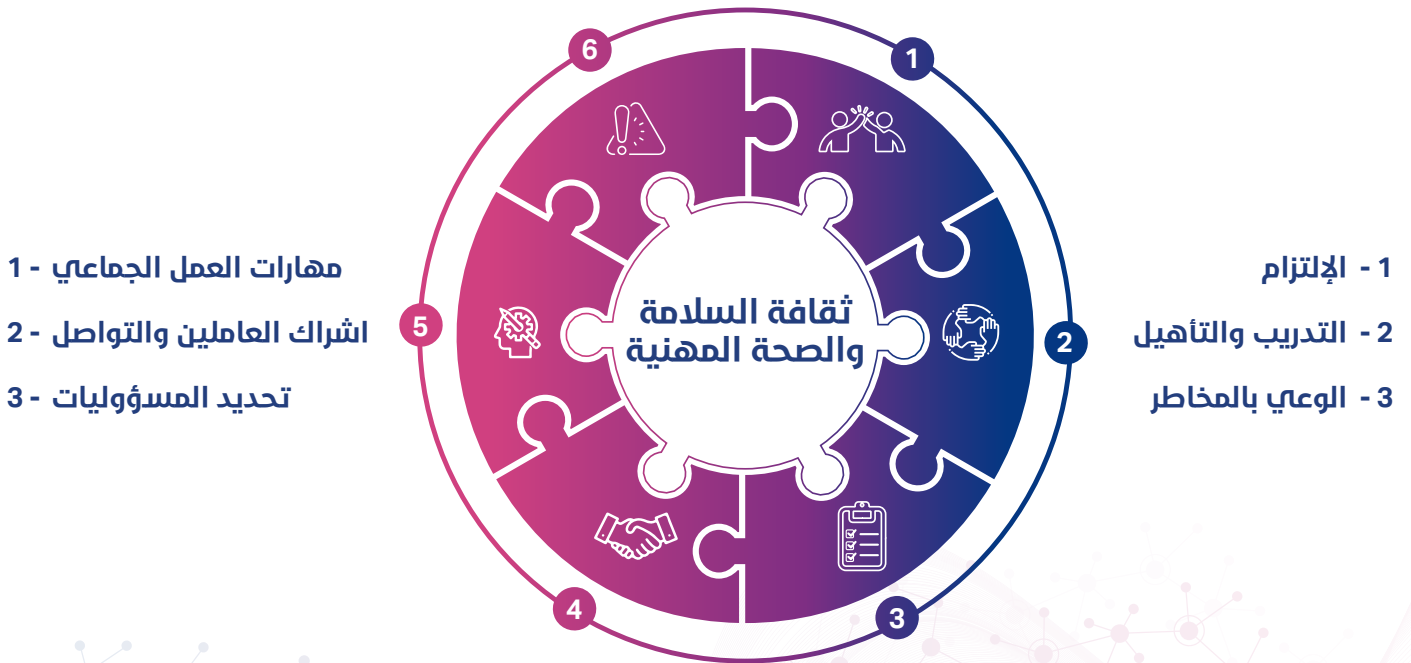 6
1
ثقافة السلامة
والصحة المهنية
5
2
4
3
1 - الإلتزام
2 - التدريب والتأهيل
3 - الوعي بالمخاطر
مهارات العمل الجماعي - 1
اشراك العاملين والتواصل - 2
تحديد المسؤوليات - 3